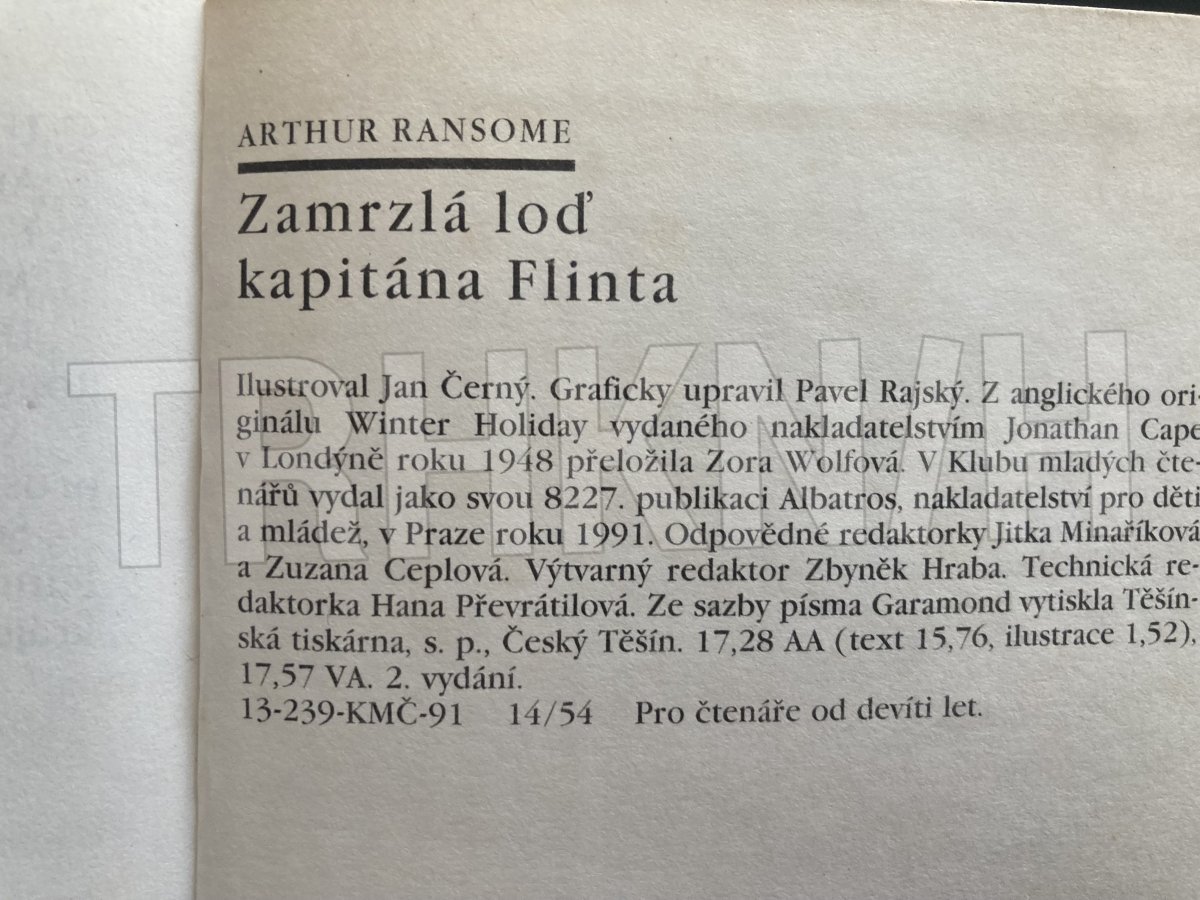 ARTHUR RANSOME
Zamrzlá loď
kapitána Flinta
TRHKNIH
Ilustroval Jan Černý. Graficky upravil Pavel Rajský. Z anglického ori-
ginálu Winter Holiday vydaného nakladatelstvím Jonathan Cape
v Londýně roku 1948 přeložila Zora Wolfová. V Klubu mladých čte-
nářů vydal jako svou 8227. publikaci Albatros, nakladatelství pro děti
a mládež, v Praze roku 1991. Odpovědné redaktorky Jitka Minaříková
a Zuzana Ceplová. Výtvarný redaktor Zbyněk Hraba. Technická re-
daktorka Hana Převrátilová. Ze sazby písma Garamond vytiskla Těšín-
ská tiskárna, s. p., Český Těšín. 17,28 AA (text 15,76, ilustrace 1,52),
17,57 VA. 2. vydání.
13-239-KMČ-91 14/54 Pro čtenáře od devíti let.